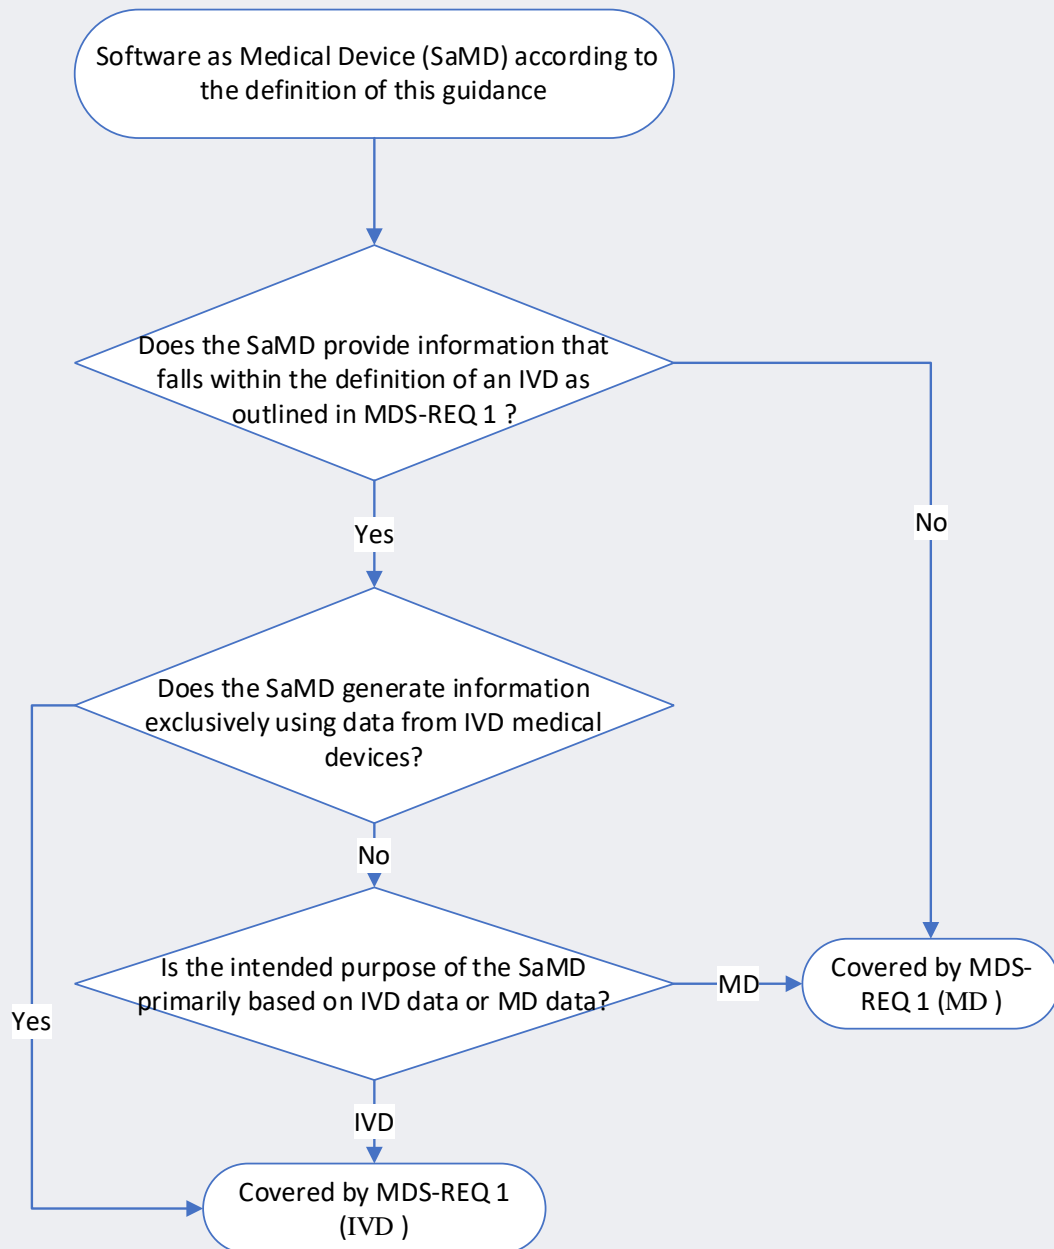 Software as Medical Device (SaMD) according to
the definition of this guidance
Does the SaMD provide information that
falls within the definition of an IVD as
outlined in MDS-REQ 1 ?
Yes
No
Does the SaMD generate information
exclusively using data from IVD medical
devices?
No
Is the intended purpose of the SaMD
primarily based on IVD data or MD data?
MD
Covered by MDS-
REQ 1 (MD )
Yes
IVD
Covered by MDS-REQ 1
(IVD )